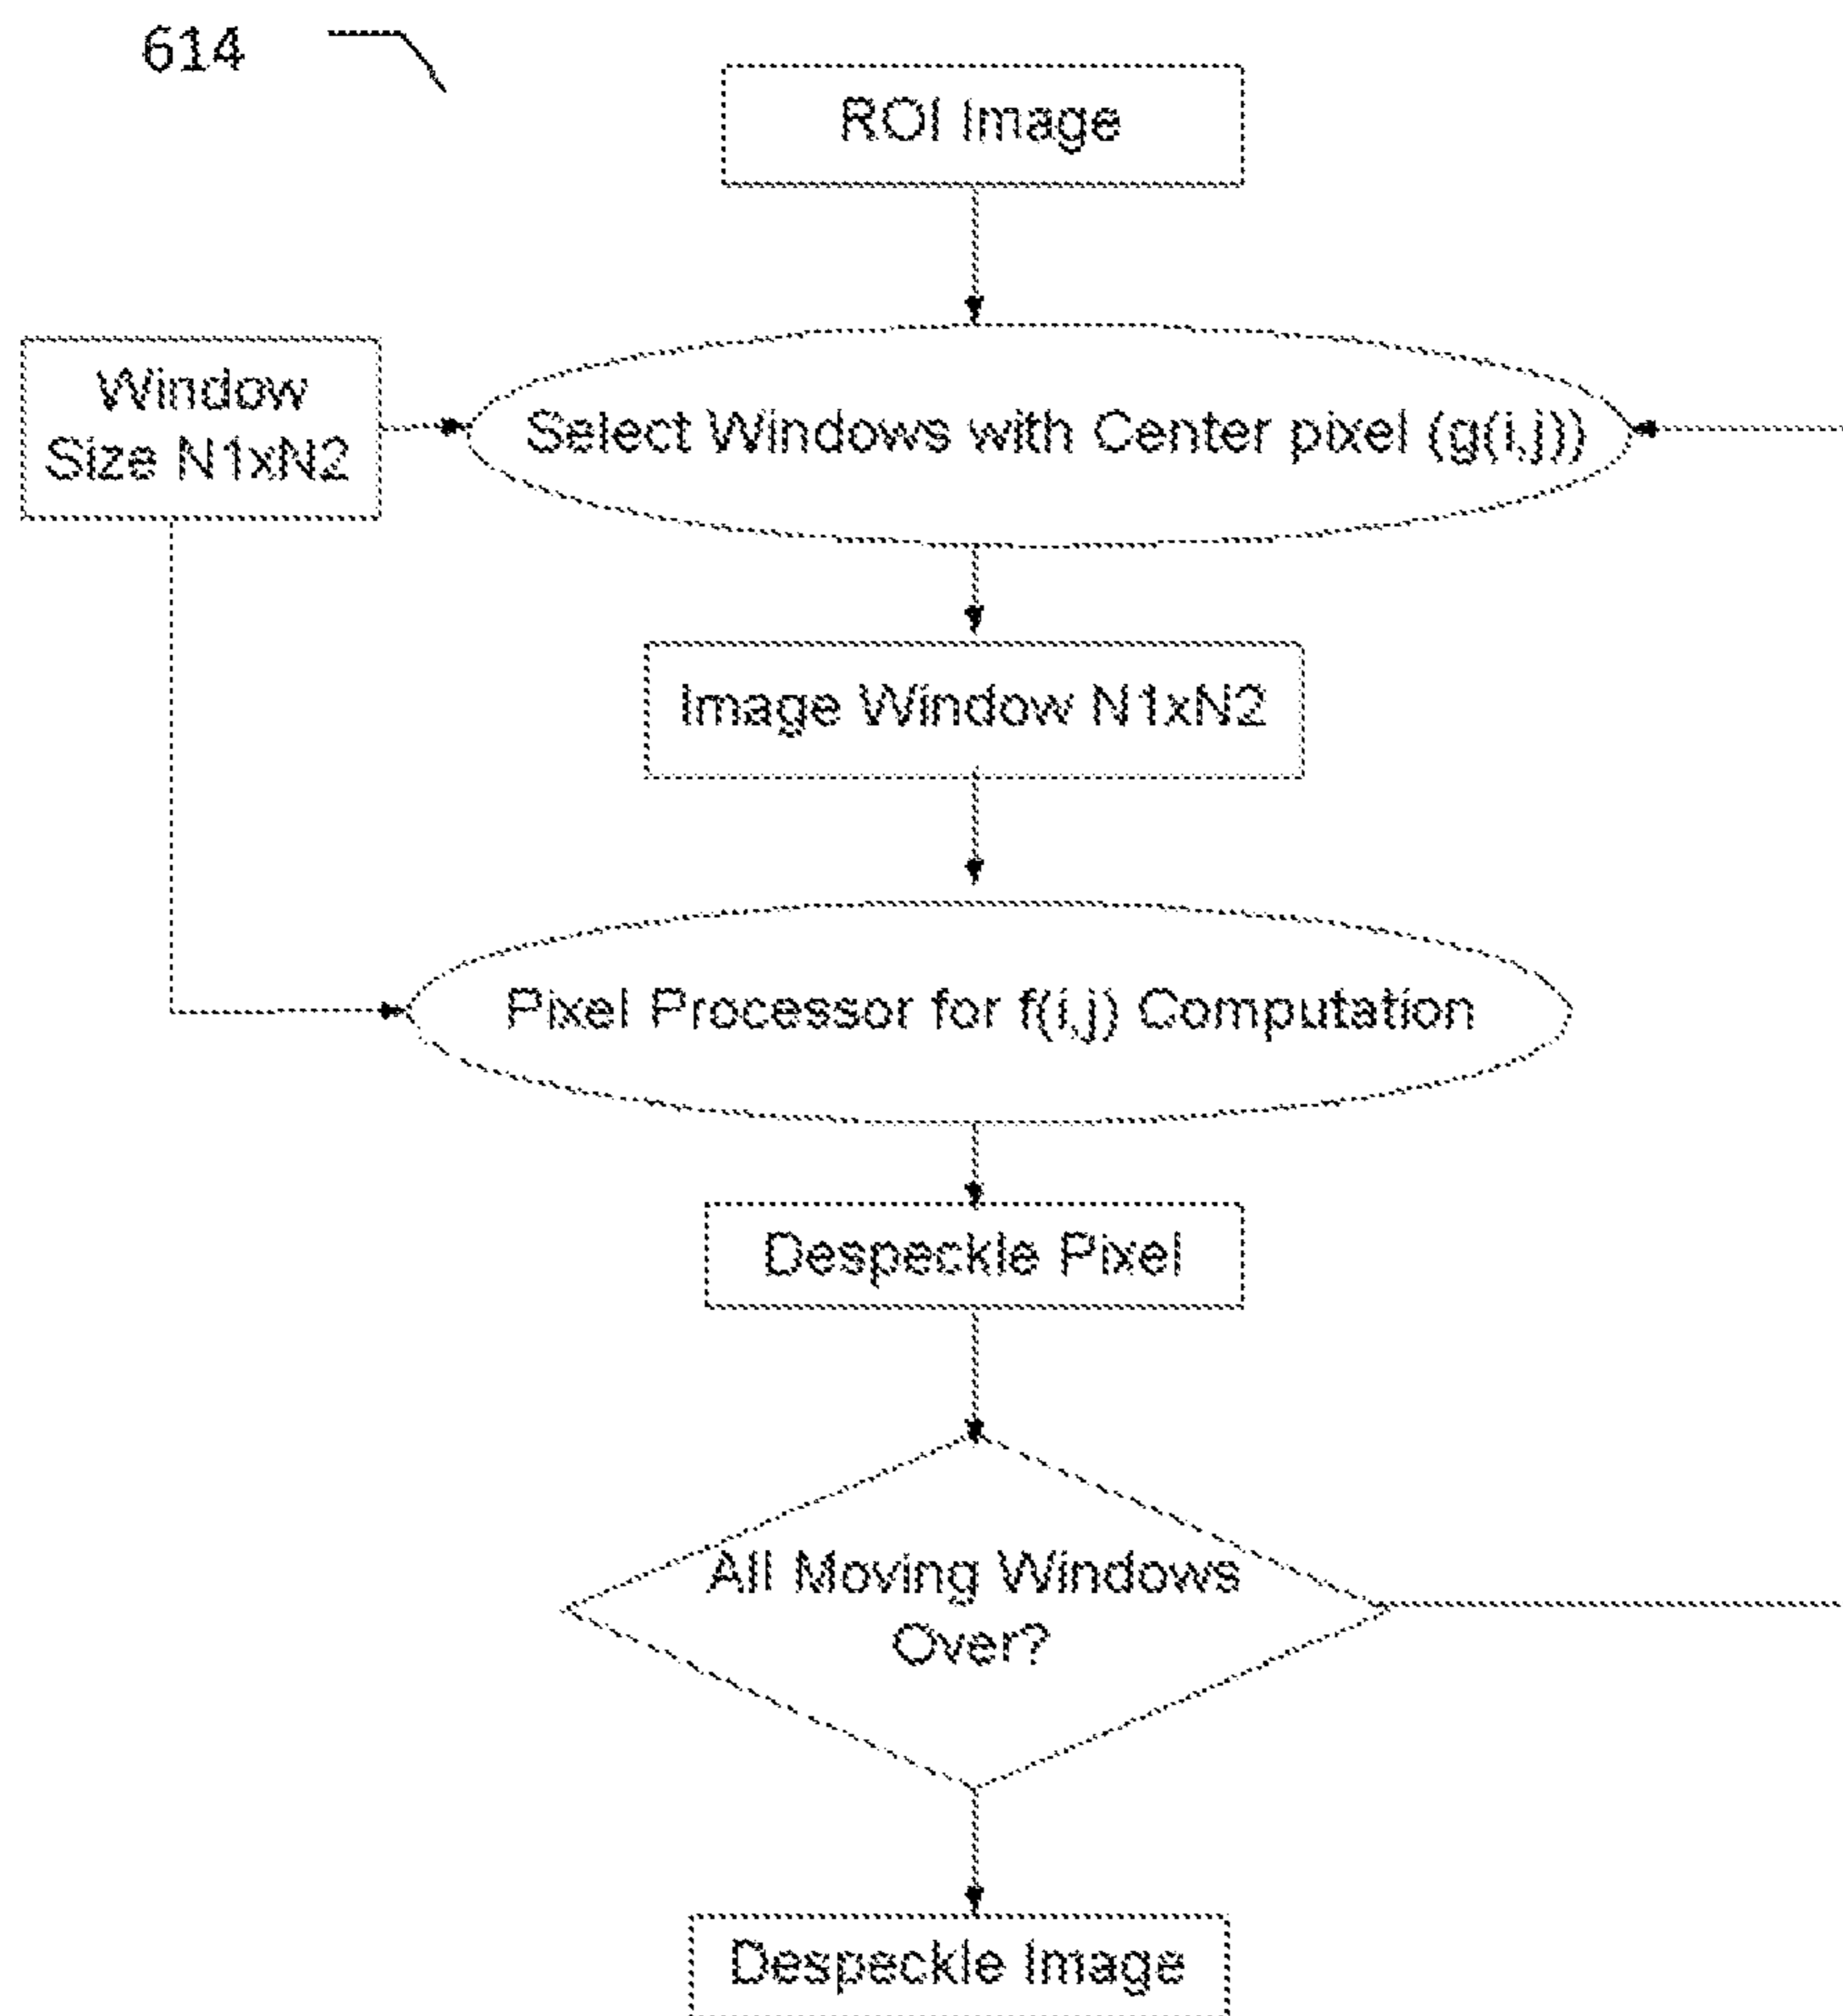 614
ROI Image
Window
Size N1xN2
Select Windows with Center pixel (g(i,j))
Image Window N1xN2
Pixel Processor for f(i,j) Computation
Despeckle Pixel
All Moving Windows
Over?
Despeckle Image